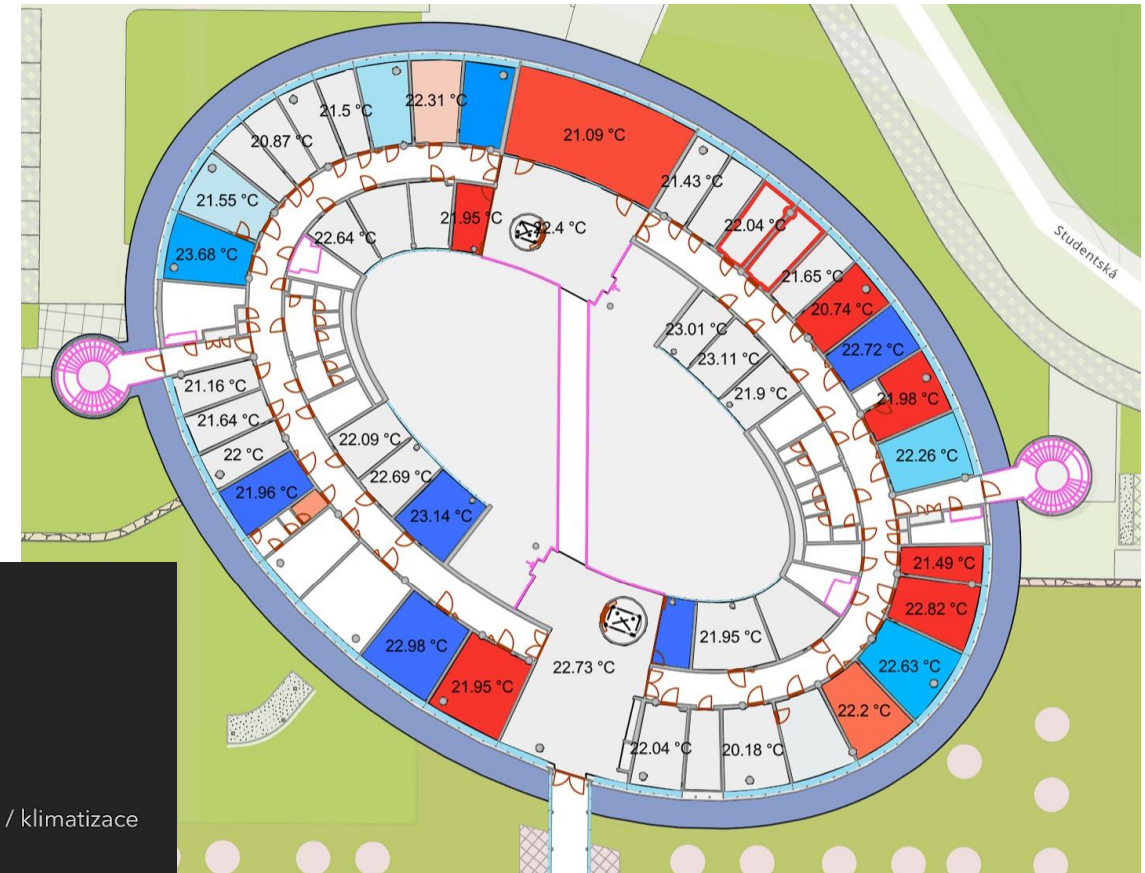 22.31 °C
21.5 °C
20.87 °C
21.09 °C
21.43 °C
21.55 °C
22.04 °C
21.95 °C
22.4 °C
22.64 °C
23.68 °C
Studentská
21.65 °C
20.74 °C
23.01 °C
22.72 °C
23.11 °C
21.16 °C
21.9 °C
21.98 °C
21.64 °C
22.09 °C
22 °C
22.26 °C
22.69 °C
21.96 °C
23.14 °C
21.49 °C
22.82 °C
21.95 °C
22.98 °C
22.73 °C
22.63 °C
21.95 °C
22.2 °C
22.04 °C
20.18 °C
/ klimatizace